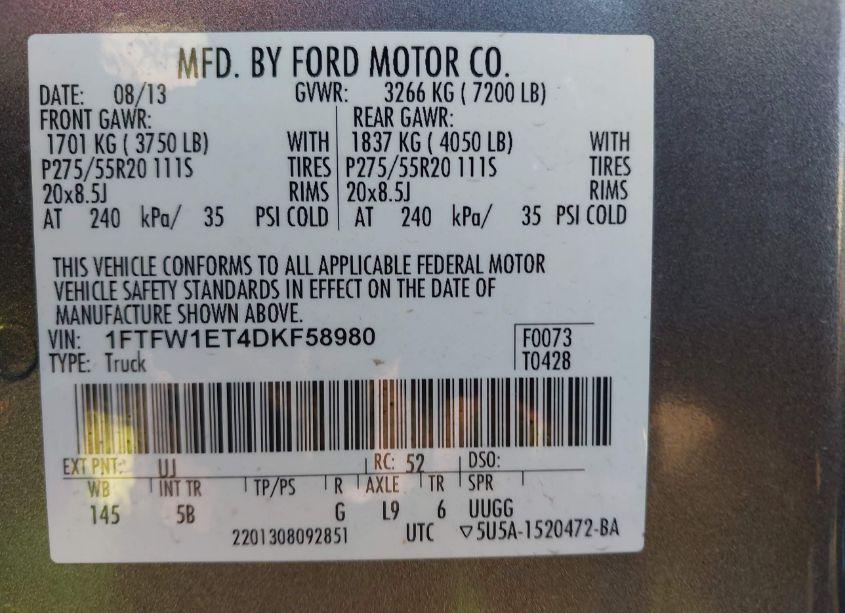 MFD. BY FORD MOTOR CO.
DATE: 08/13 GVWR: 3266 KG ( 7200 LB)
FRONT GAWR: REAR GAWR:
1701 KG ( 3750 LB) WITH 1837 KG ( 4050 LB) WITH
P275/55R20 111S TIRES P275/55R20 111S TIRES
20x8.5J RIMS 20x8.5J RIMS
AT 240 kPa/ 35 PSI COLD AT 240 kPa/ 35 PSI COLD
THIS VEHICLE CONFORMS TO ALL APPLICABLE FEDERAL MOTOR
VEHICLE SAFETY STANDARDS IN EFFECT ON THE DATE OF
MANUFACTURE SHOWN ABOVE.
VIN: 1FTFW1ET4DKF58980 F0073
TYPE: Truck T0428
EXT PNT: UJ RC: 52 DSO:
WB INT TR TP/PS R AXLE TR SPR
145 5B G L9 6 UUGG
2201308092851 UTC ▽5U5A-1520472-BA